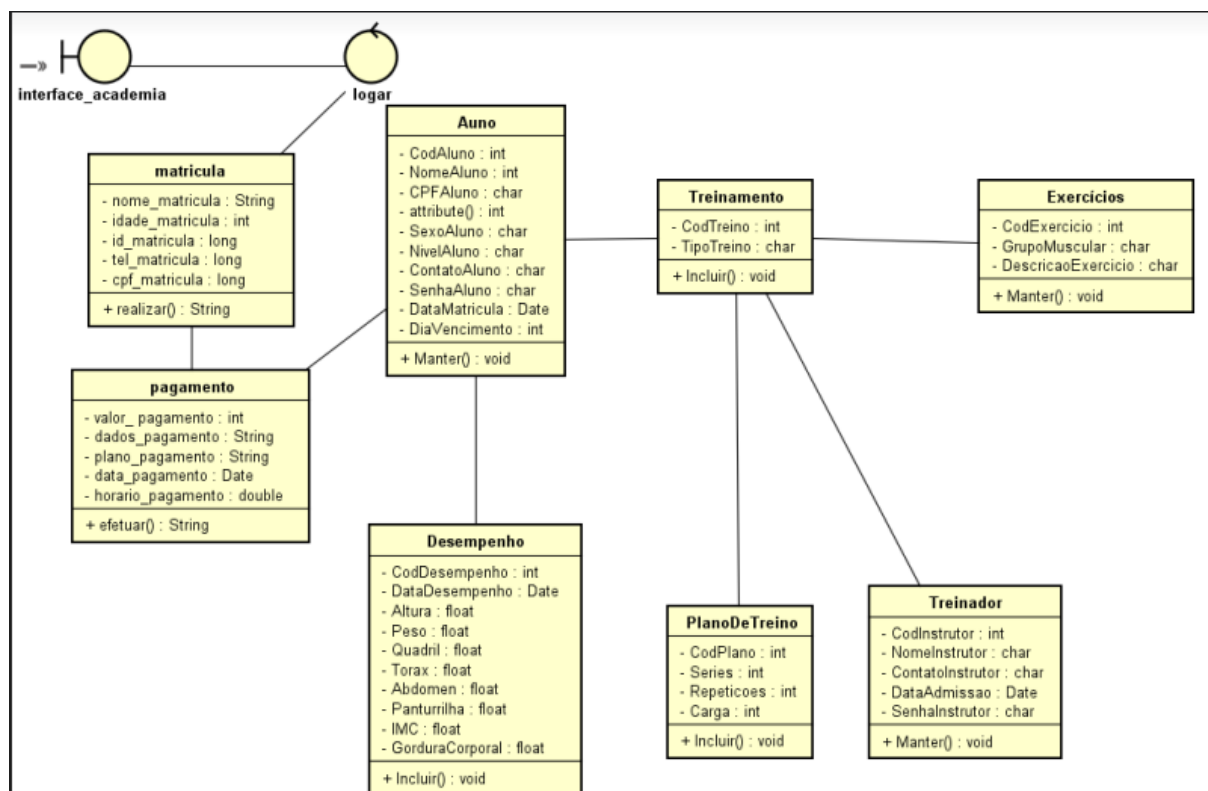 interface_academia
logar
matricula
- nome_matricula : String
- idade_matricula : int
- id_matricula : long
- tel_matricula : long
- cpf_matricula : long
+ realizar() : String
pagamento
- valor_ pagamento : int
- dados_pagamento : String
- plano_pagamento : String
- data_pagamento : Date
- horario_pagamento : double
+ efetuar() : String
Auno
- CodAluno : int
- NomeAluno : int
- CPFAluno : char
- attribute() : int
- SexoAluno : char
- NivelAluno : char
- ContatoAluno : char
- SenhaAluno : char
- DataMatricula : Date
- DiaVencimento : int
+ Manter() : void
Desempenho
- CodDesempenho : int
- DataDesempenho : Date
- Altura : float
- Peso : float
- Quadril : float
- Torax : float
- Abdomen : float
- Panturrilha : float
- IMC : float
- GorduraCorporal : float
+ Incluir() : void
Treinamento
- CodTreino : int
- TipoTreino : char
+ Incluir() : void
Exercícios
- CodExercicio : int
- GrupoMuscular : char
- DescricaoExercicio : char
+ Manter() : void
PlanoDeTreino
- CodPlano : int
- Series : int
- Repeticoes : int
- Carga : int
+ Incluir() : void
Treinador
- CodInstrutor : int
- NomeInstrutor : char
- ContatoInstrutor : char
- DataAdmissao : Date
- SenhaInstrutor : char
+ Manter() : void